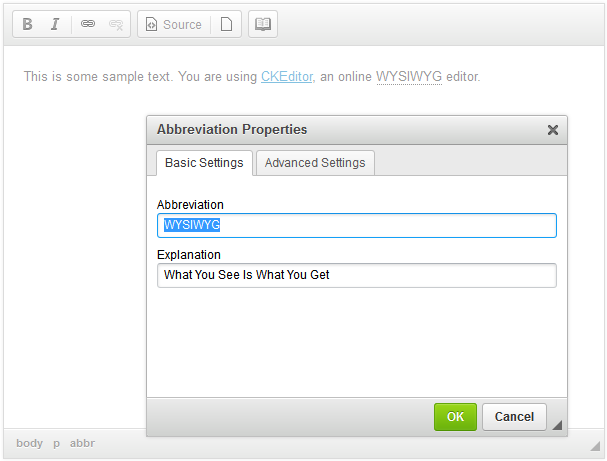 B I Source
This is some sample text. You are using CKEditor, an online WYSIWYG editor.
Abbreviation Properties
Basic Settings Advanced Settings
Abbreviation
WYSIWYG
Explanation
What You See Is What You Get
OK Cancel
body p abbr